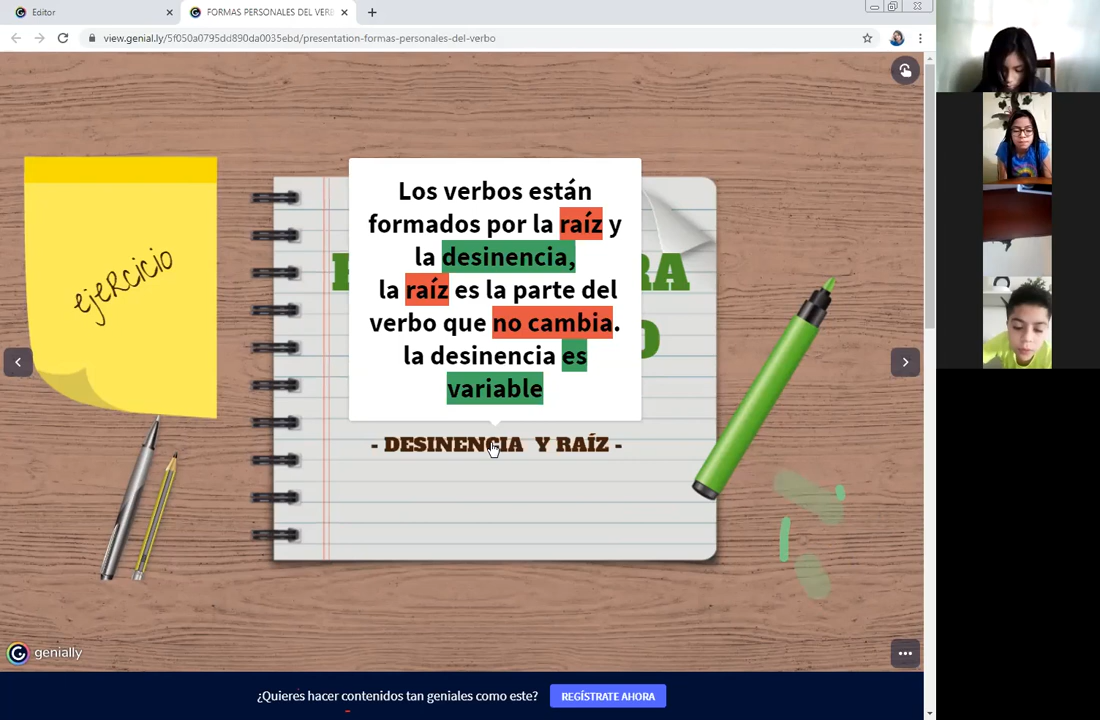 Editor
FORMAS PERSONALES DEL VERB
view.genial.ly/5f050a0795dd890da0035ebd/presentation-formas-personales-del-verbo
ejercicio
Los verbos están
formados por la raíz y
la desinencia,
la raíz es la parte del
verbo que no cambia.
la desinencia es
variable
- DESINENCIA Y RAÍZ -
genially
¿Quieres hacer contenidos tan geniales como este?
REGÍSTRATE AHORA